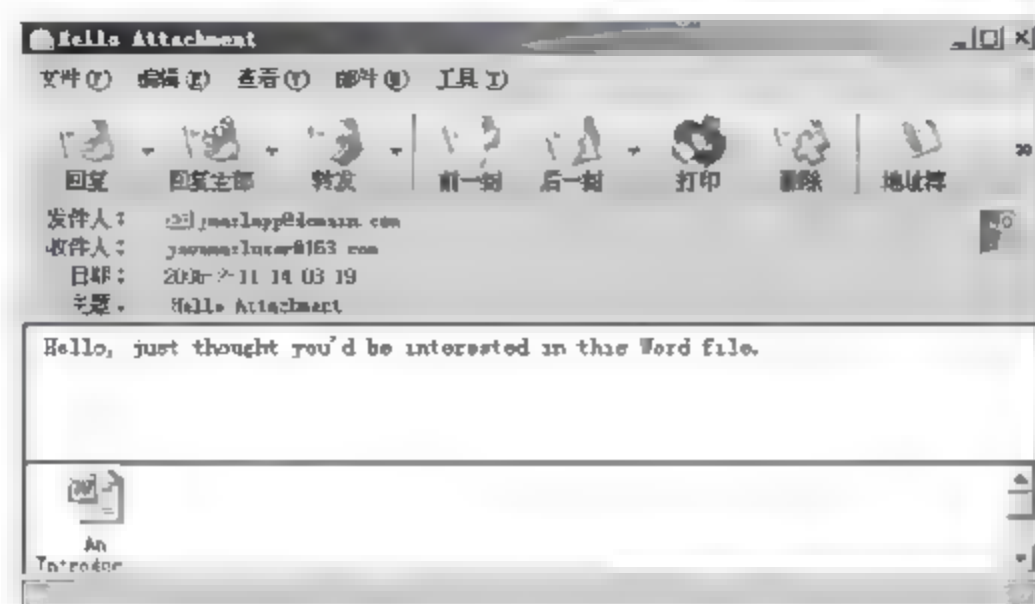 Hello Attachment
文件(F) 编辑(E) 查看(V) 邮件(M) 工具(T)
回复 回复全部 转发 前一封 后一封 打印 删除 地址簿
发件人:
收件人:
日期:
主题: Hello Attachment
Hello, just thought you'd be interested in this Word file.
An